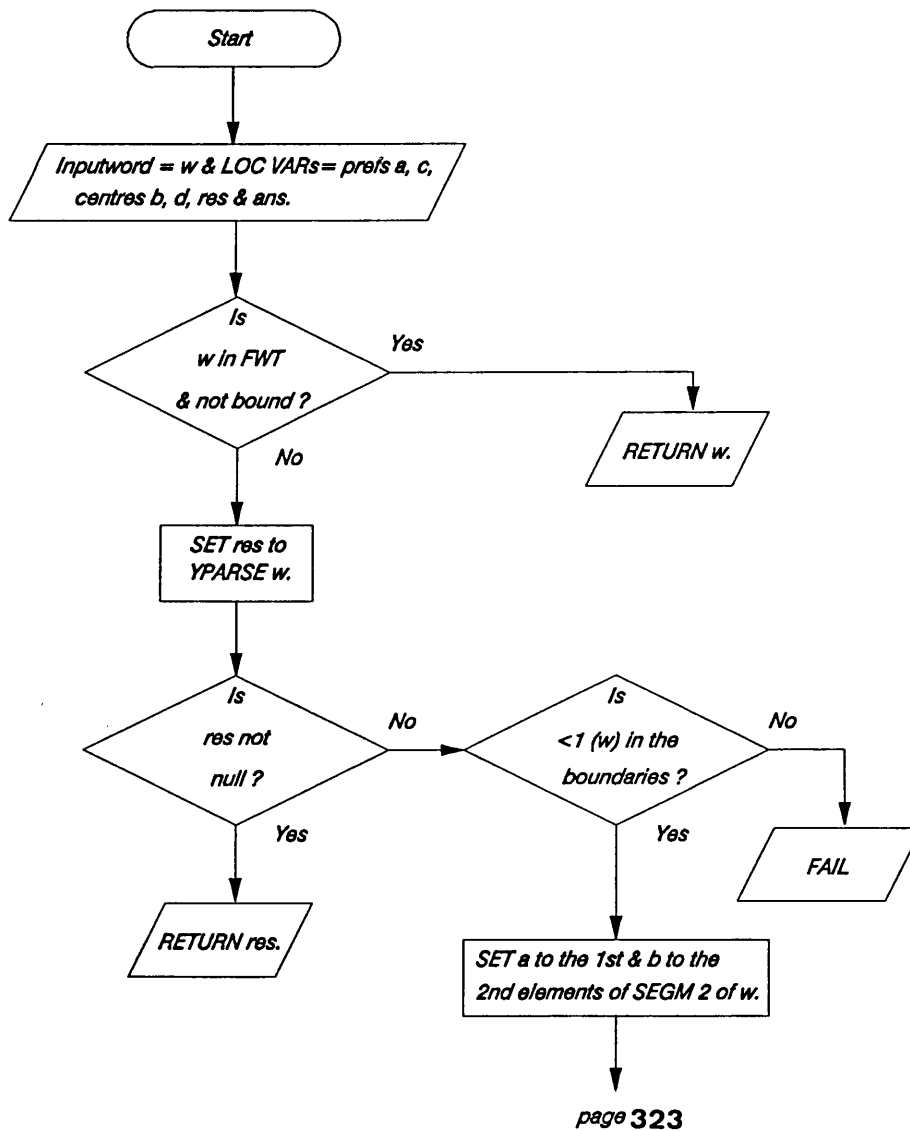 Start
Inputword = w & LOC VARs= prefs a, c,
centres b, d, res & ans.
Is
w in FWT
& not bound ?
Yes
RETURN w.
No
SET res to
YPARSE w.
Is
res not
null ?
No
Yes
RETURN res.
Is
<1 (w) in the
boundaries ?
No
FAIL
Yes
SET a to the 1st & b to the
2nd elements of SEGM 2 of w.
page 323